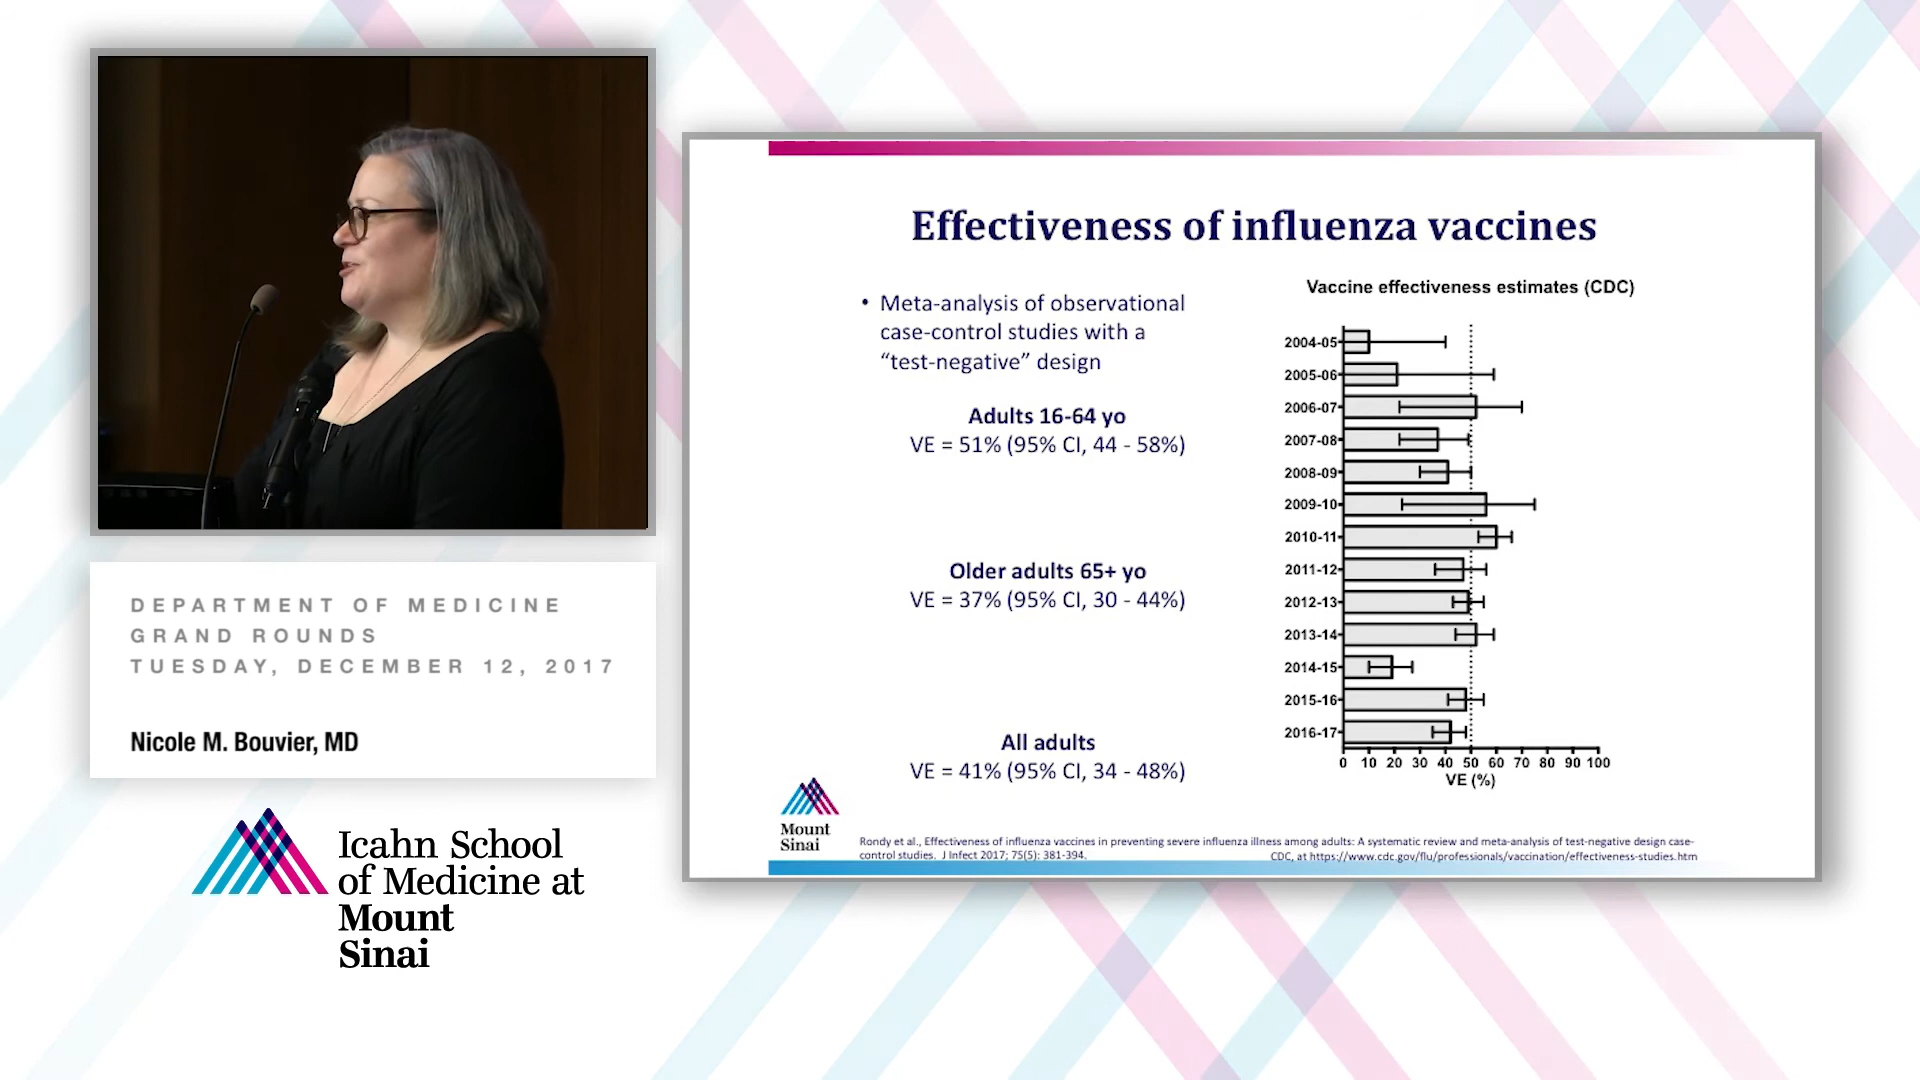 DEPARTMENT OF MEDICINE
GRAND ROUNDS
TUESDAY, DECEMBER 12, 2017
Nicole M. Bouvier, MD
Icahn School
of Medicine at
Mount
Sinai
Effectiveness of influenza vaccines
• Meta-analysis of observational
case-control studies with a
“test-negative” design
Adults 16-64 yo
VE = 51% (95% CI, 44 - 58%)
Older adults 65+ yo
VE = 37% (95% CI, 30 - 44%)
All adults
VE = 41% (95% CI, 34 - 48%)
Vaccine effectiveness estimates (CDC)
2004-05
2005-06
2006-07
2007-08
2008-09
2009-10
2010-11
2011-12
2012-13
2013-14
2014-15
2015-16
2016-17
0 10 20 30 40 50 60 70 80 90 100
VE (%)
Mount
Sinai
Rondy et al., Effectiveness of influenza vaccines in preventing severe influenza illness among adults: A systematic review and meta-analysis of test-negative design case-
control studies. J Infect 2017; 75(5): 381-394.
CDC, at https://www.cdc.gov/flu/professionals/vaccination/effectiveness-studies.htm